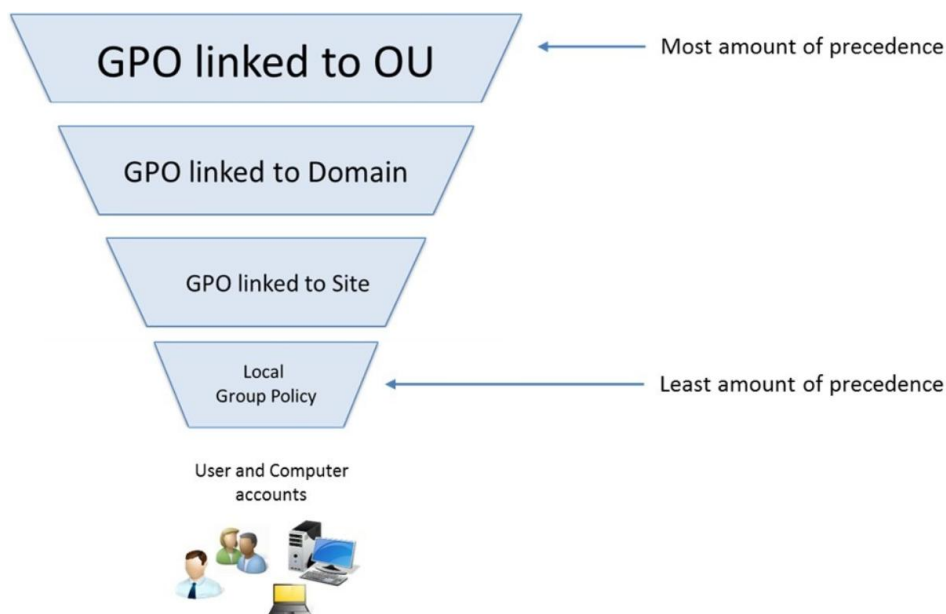 GPO linked to OU
Most amount of precedence
GPO linked to Domain
GPO linked to Site
Local
Group Policy
Least amount of precedence
User and Computer
accounts